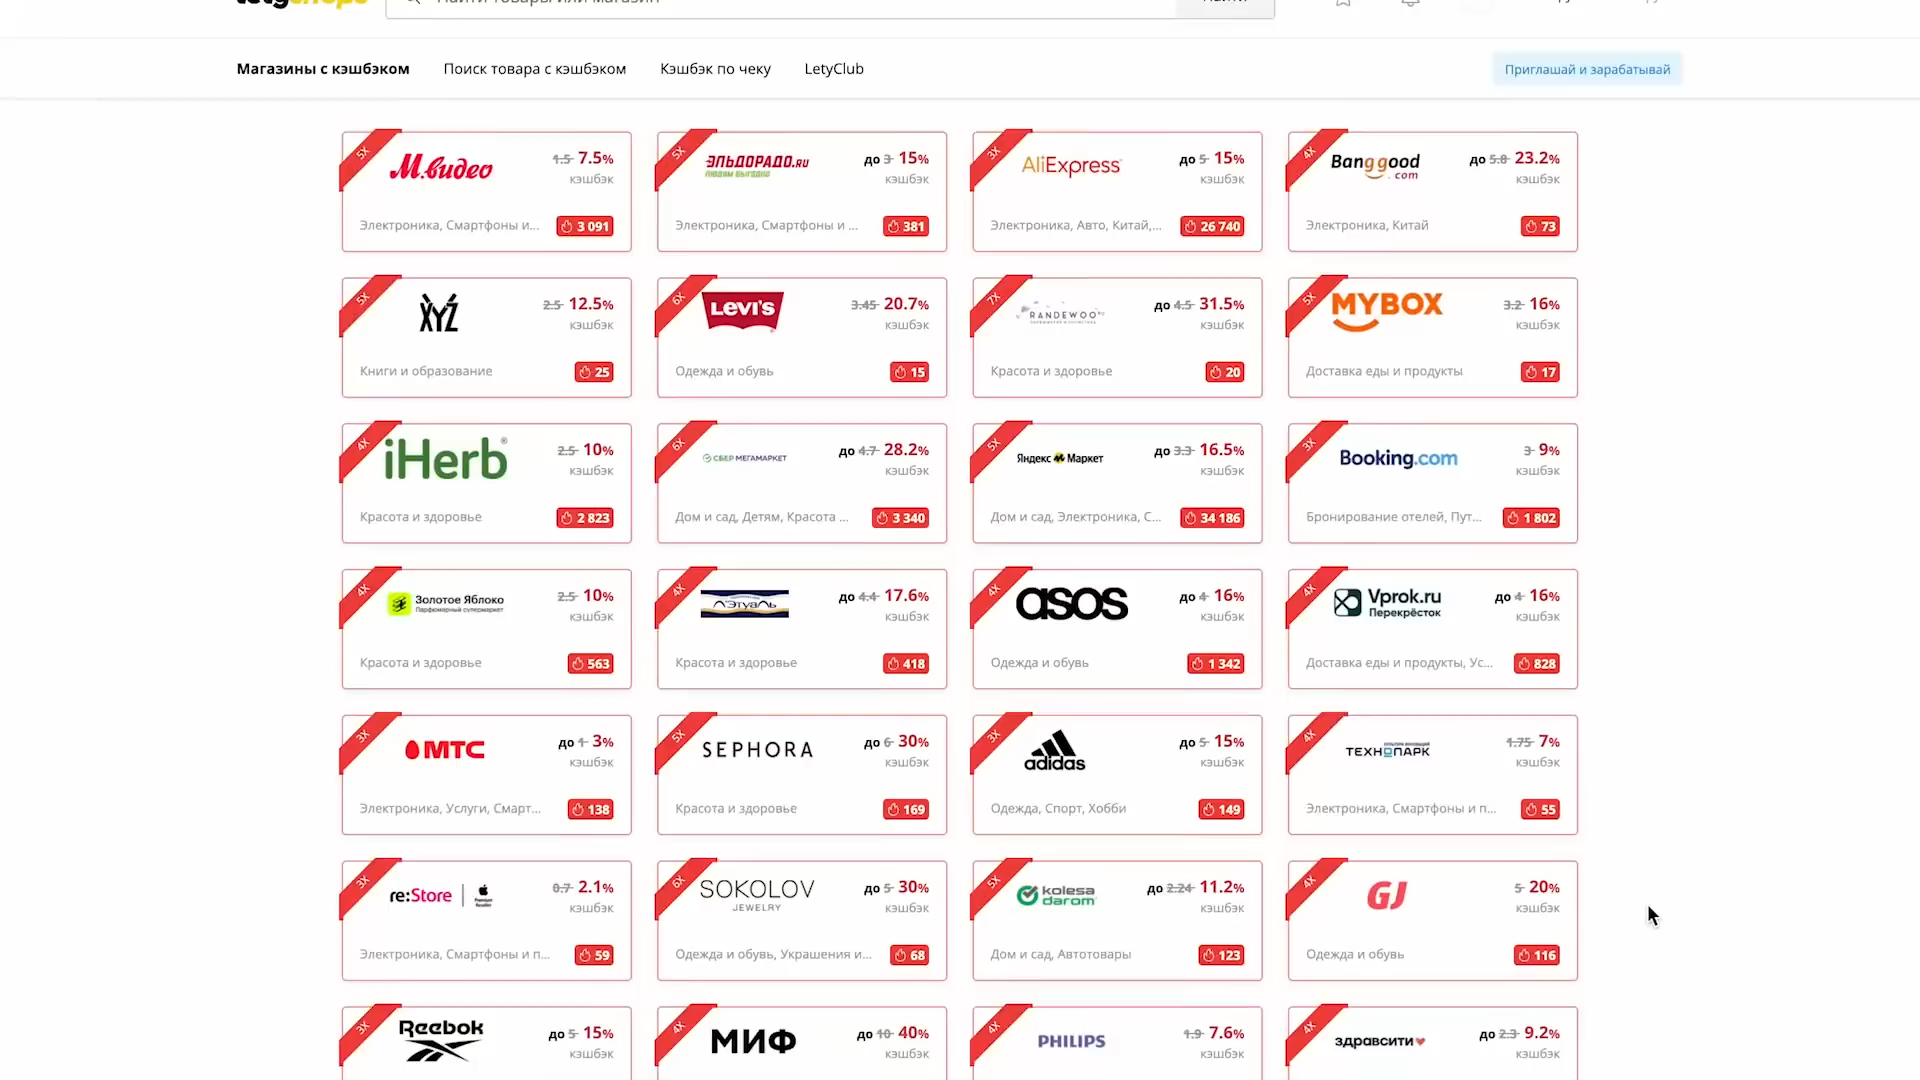 letyshops
Найти товары или магазин
Найти
Магазины с кэшбэком
Поиск товара с кэшбэком
Кэшбэк по чеку
LetyClub
Приглашай и зарабатывай
5X М.видео 1.5 7.5%
кэшбэк
Электроника, Смартфоны и... 3 091
5X ЭЛЬДОРАДО.RU до 3 15%
ЛЮДЯМ ВЫГОДНО кэшбэк
Электроника, Смартфоны и ... 381
3X AliExpress до 5 15%
кэшбэк
Электроника, Авто, Китай,... 26 740
4X Banggood .com до 5.8 23.2%
кэшбэк
Электроника, Китай 73
5X XYZ 2.5 12.5%
кэшбэк
Книги и образование 25
6X LEVI'S 3.45 20.7%
кэшбэк
Одежда и обувь 15
7X RANDEWOO до 4.5 31.5%
кэшбэк
Красота и здоровье 20
5X MYBOX 3.2 16%
кэшбэк
Доставка еды и продукты 17
4X iHerb® 2.5 10%
кэшбэк
Красота и здоровье 2 823
6X СБЕР МЕГАМАРКЕТ до 4.7 28.2%
кэшбэк
Дом и сад, Детям, Красота ... 3 340
5X Яндекс Маркет до 3.3 16.5%
кэшбэк
Дом и сад, Электроника, С... 34 186
3X Booking.com 3 9%
кэшбэк
Бронирование отелей, Пут... 1 802
4X Золотое Яблоко 2.5 10%
Парфюмерный супермаркет кэшбэк
Красота и здоровье 563
4X Л'Этуаль до 4.4 17.6%
кэшбэк
Красота и здоровье 418
4X asos до 4 16%
кэшбэк
Одежда и обувь 1 342
4X Vprok.ru до 4 16%
Перекрёсток кэшбэк
Доставка еды и продукты, Ус... 828
3X МТС до 1 3%
кэшбэк
Электроника, Услуги, Смарт... 138
5X SEPHORA до 6 30%
кэшбэк
Красота и здоровье 169
3X adidas до 5 15%
кэшбэк
Одежда, Спорт, Хобби 149
4X ТЕХНОПАРК 1.75 7%
кэшбэк
Электроника, Смартфоны и п... 55
3X re:Store Premium Reseller 0.7 2.1%
кэшбэк
Электроника, Смартфоны и п... 59
6X SOKOLOV до 5 30%
JEWELRY кэшбэк
Одежда и обувь, Украшения и... 68
5X kolesa darom до 2.24 11.2%
кэшбэк
Дом и сад, Автотовары 123
4X GJ 5 20%
кэшбэк
Одежда и обувь 116
3X Reebok до 5 15%
кэшбэк
4X МИФ до 10 40%
кэшбэк
4X PHILIPS 1.9 7.6%
кэшбэк
4X здравсити до 2.3 9.2%
кэшбэк